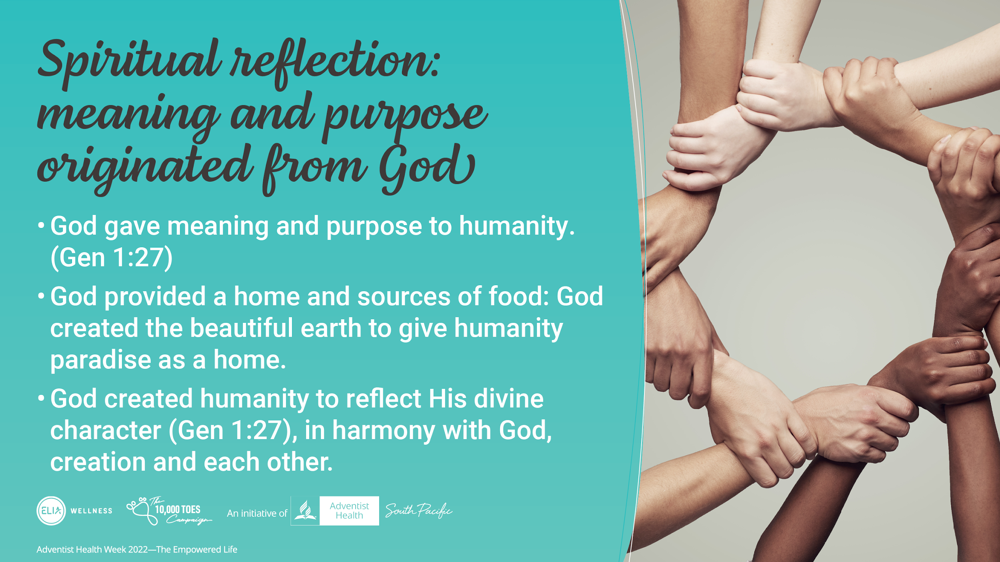 Spiritual reflection:
meaning and purpose
originated from God
• God gave meaning and purpose to humanity.
(Gen 1:27)
• God provided a home and sources of food: God
created the beautiful earth to give humanity
paradise as a home.
• God created humanity to reflect His divine
character (Gen 1:27), in harmony with God,
creation and each other.
ELIA WELLNESS
The
10,000 TOES
Campaign
An initiative of
Adventist
Health
South Pacific
Adventist Health Week 2022—The Empowered Life